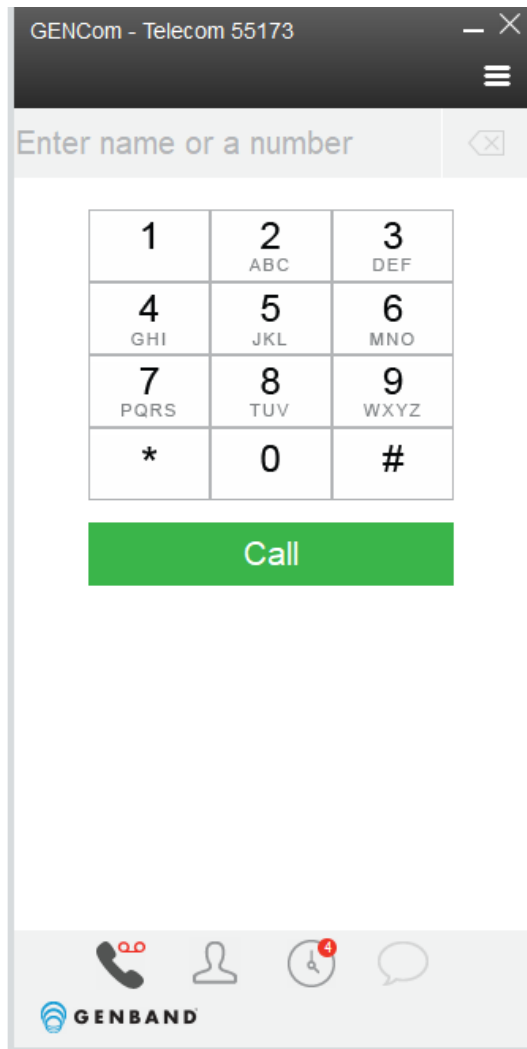 GENCom - Telecom 55173
Enter name or a number
1 2 3
ABC DEF
4 5 6
GHI JKL MNO
7 8 9
PQRS TUV WXYZ
* 0 #
Call
4
GENBAND